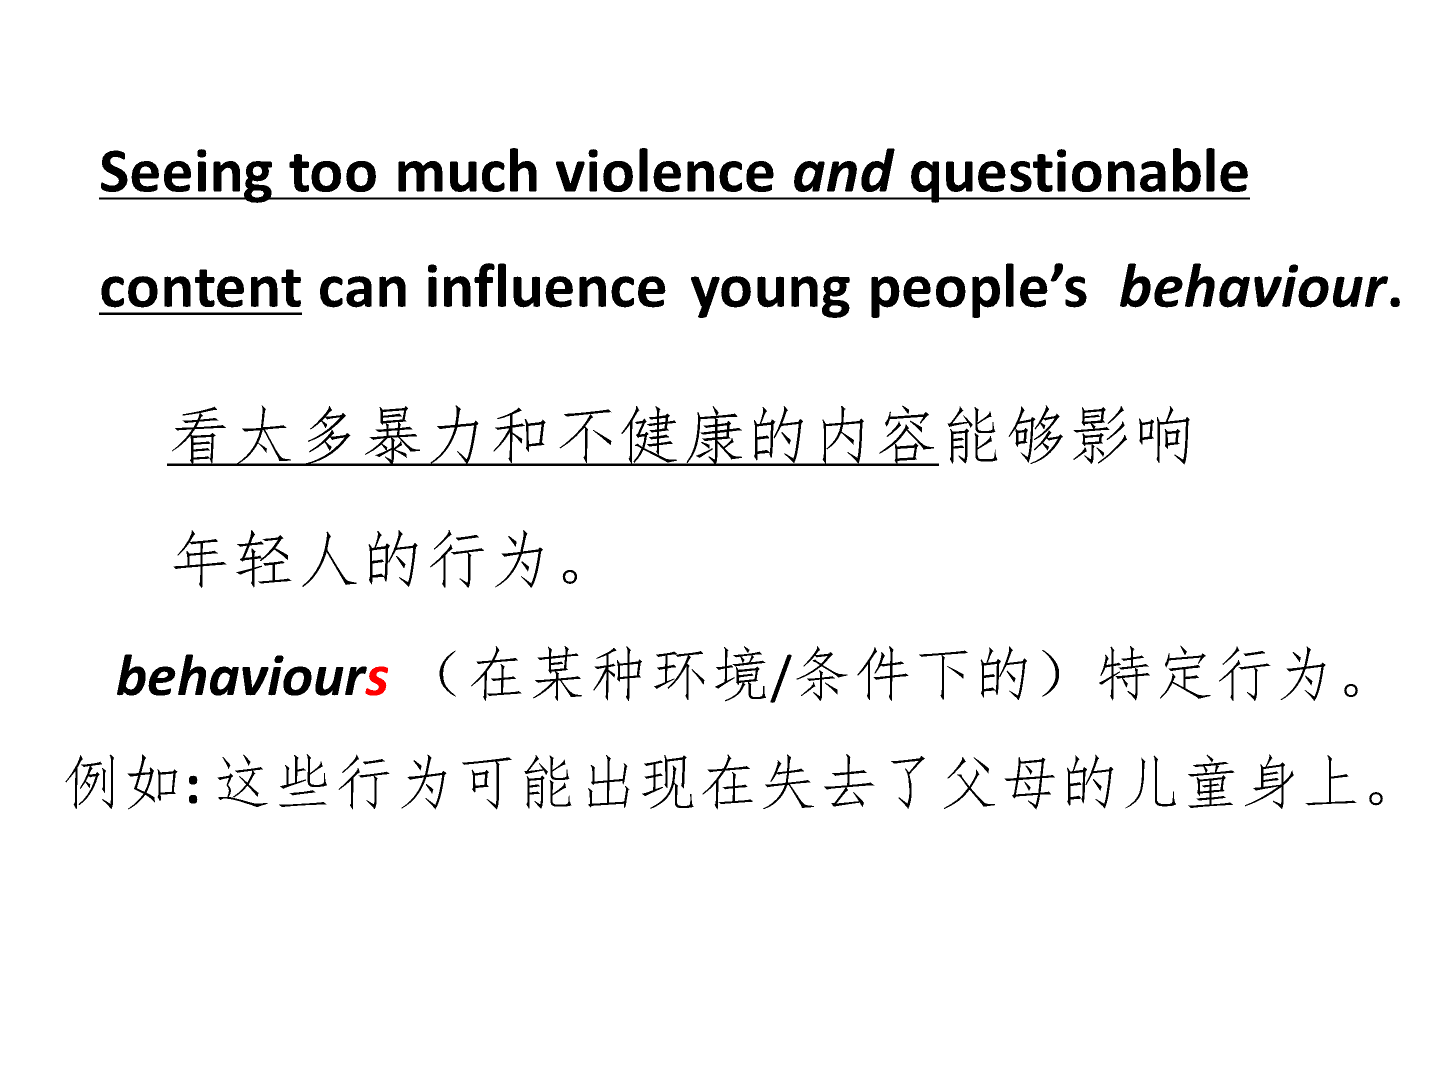 Seeing too much violence and questionable
content can influence young people’s behaviour.
看太多暴力和不健康的内容能够影响
年轻人的行为。
behaviours（在某种环境/条件下的）特定行为。
例如:这些行为可能出现在失去了父母的儿童身上。